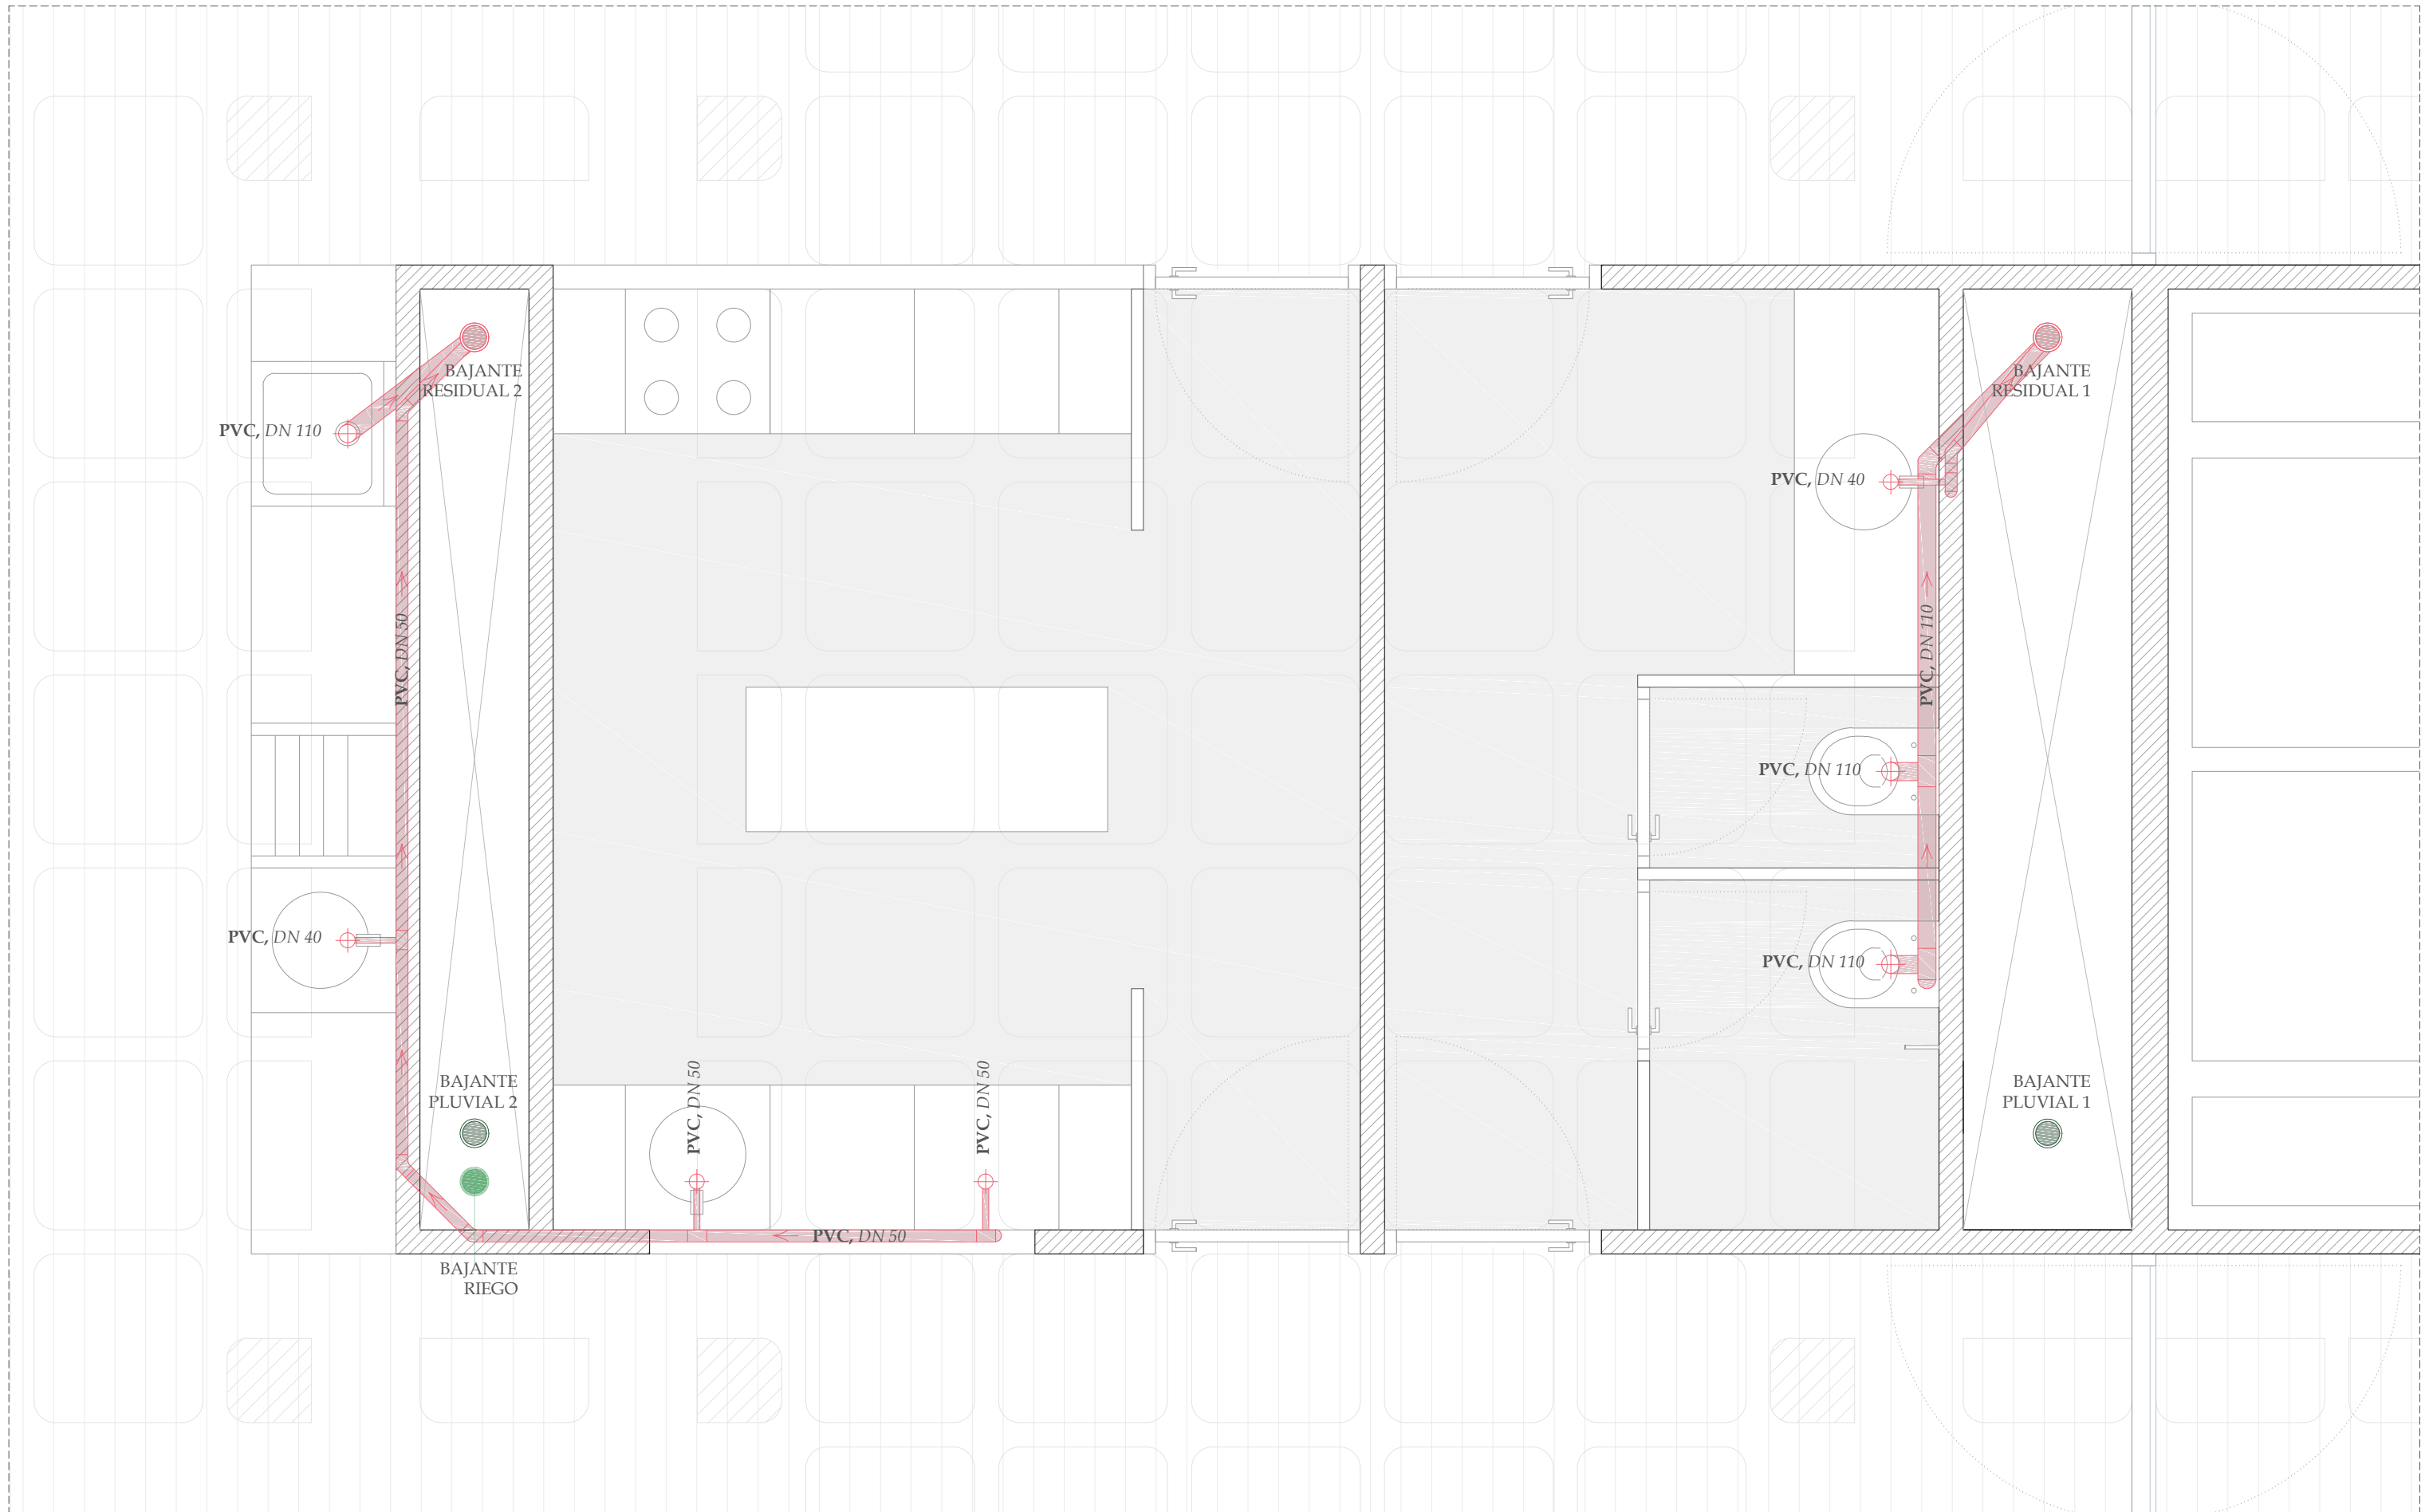 BAJANTE
RESIDUAL 2
BAJANTE
RESIDUAL 1
PVC, DN 110
PVC, DN 40
PVC, DN 50
PVC, DN 110
PVC, DN 110
PVC, DN 40
PVC, DN 110
BAJANTE
PLUVIAL 2
PVC, DN 50
PVC, DN 50
BAJANTE
PLUVIAL 1
PVC, DN 50
BAJANTE
RIEGO